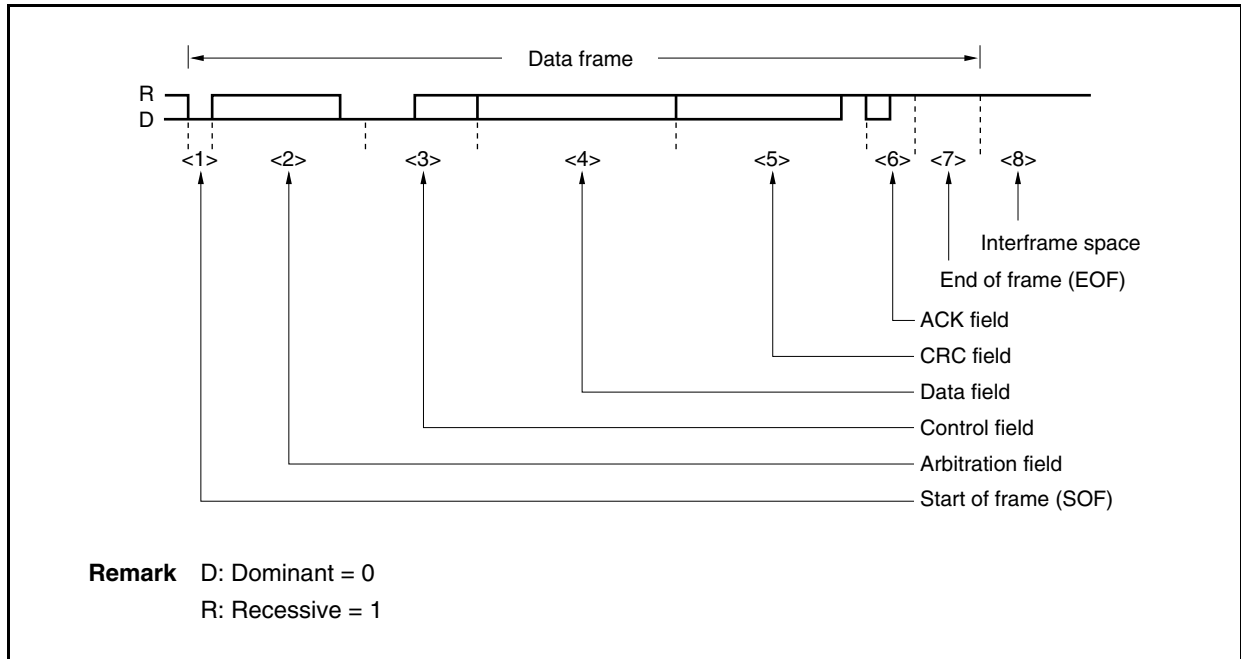 Data frame
R
D
<1> <2> <3> <4> <5> <6> <7> <8>
Interframe space
End of frame (EOF)
ACK field
CRC field
Data field
Control field
Arbitration field
Start of frame (SOF)
Remark D: Dominant = 0
R: Recessive = 1